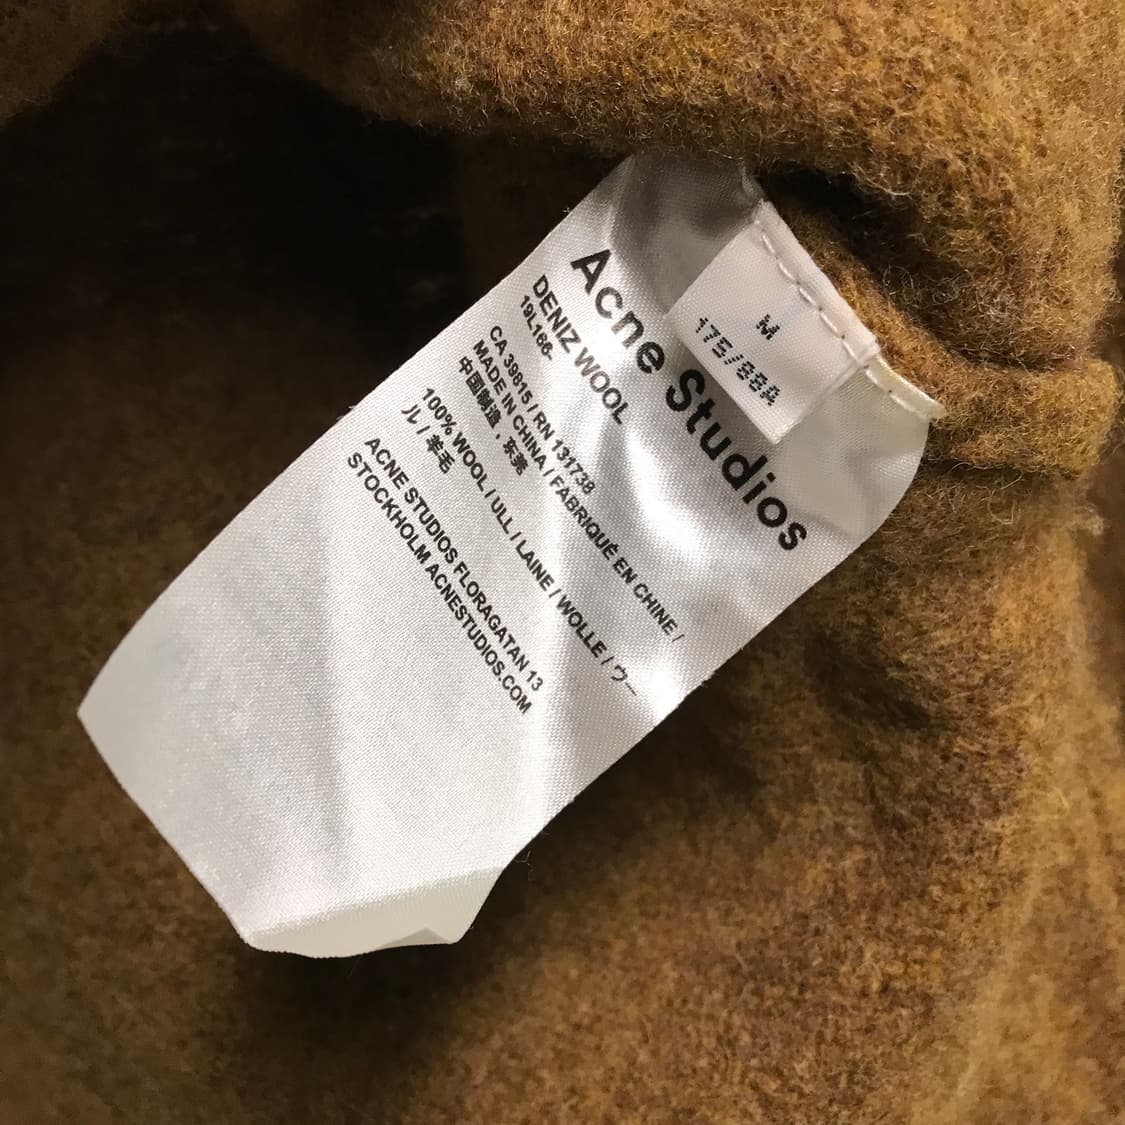 Acne Studios
DENIZ WOOL
19L166-
CA 39815 / RN 131738
MADE IN CHINA / FABRIQUÉ EN CHINE /
中国制造，东莞
100% WOOL / ULL / LAINE / WOLLE / ウー
ル / 羊毛
ACNE STUDIOS FLORAGATAN 13
STOCKHOLM ACNESTUDIOS.COM
M
175/88A